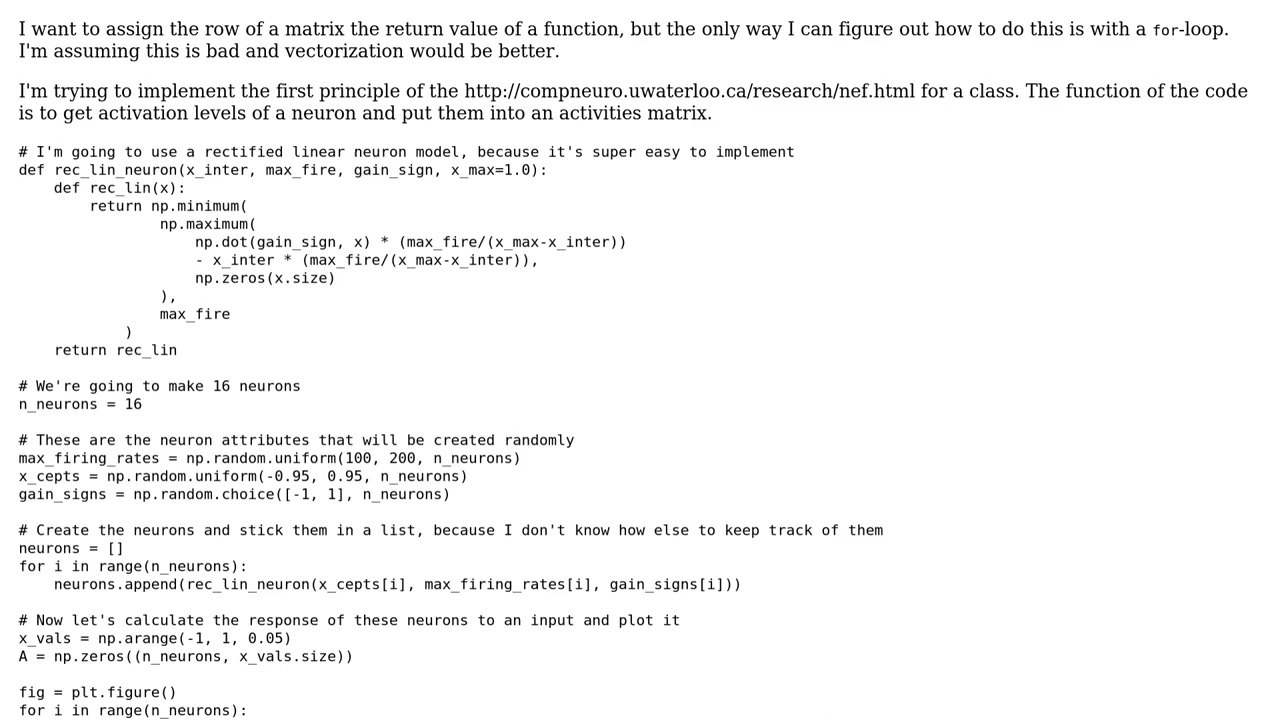 I want to assign the row of a matrix the return value of a function, but the only way I can figure out how to do this is with a for-loop.
I'm assuming this is bad and vectorization would be better.
I'm trying to implement the first principle of the http://compneuro.uwaterloo.ca/research/nef.html for a class. The function of the code
is to get activation levels of a neuron and put them into an activities matrix.
# I'm going to use a rectified linear neuron model, because it's super easy to implement
def rec_lin_neuron(x_inter, max_fire, gain_sign, x_max=1.0):
    def rec_lin(x):
        return np.minimum(
                np.maximum(
                    np.dot(gain_sign, x) * (max_fire/(x_max-x_inter))
                    - x_inter * (max_fire/(x_max-x_inter)),
                    np.zeros(x.size)
                ),
                max_fire
            )
    return rec_lin
# We're going to make 16 neurons
n_neurons = 16
# These are the neuron attributes that will be created randomly
max_firing_rates = np.random.uniform(100, 200, n_neurons)
x_cepts = np.random.uniform(-0.95, 0.95, n_neurons)
gain_signs = np.random.choice([-1, 1], n_neurons)
# Create the neurons and stick them in a list, because I don't know how else to keep track of them
neurons = []
for i in range(n_neurons):
    neurons.append(rec_lin_neuron(x_cepts[i], max_firing_rates[i], gain_signs[i]))
# Now let's calculate the response of these neurons to an input and plot it
x_vals = np.arange(-1, 1, 0.05)
A = np.zeros((n_neurons, x_vals.size))
fig = plt.figure()
for i in range(n_neurons):